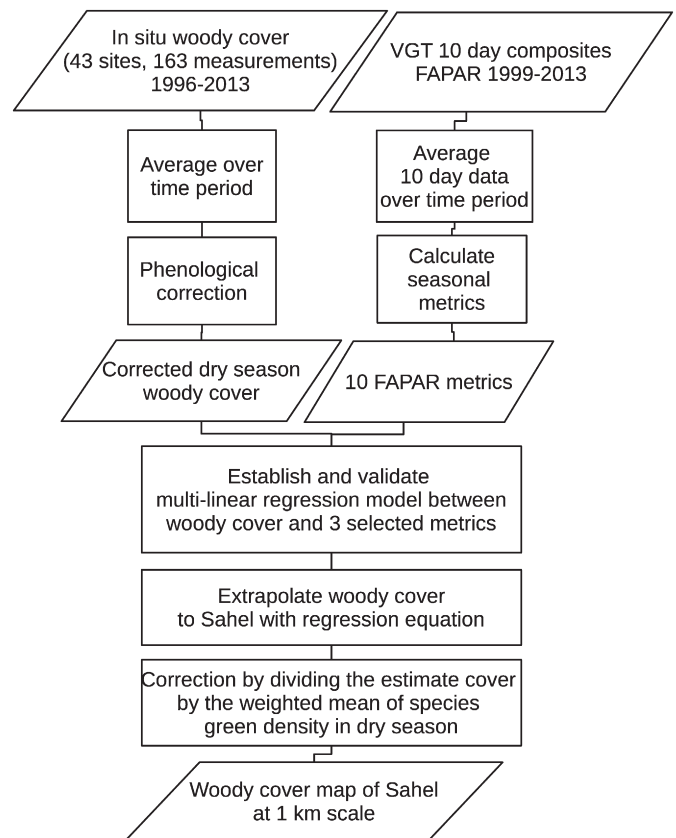 In situ woody cover
(43 sites, 163 measurements)
1996-2013
VGT 10 day composites
FAPAR 1999-2013
Average over
time period
Average
10 day data
over time period
Phenological
correction
Calculate
seasonal
metrics
Corrected dry season
woody cover
10 FAPAR metrics
Establish and validate
multi-linear regression model between
woody cover and 3 selected metrics
Extrapolate woody cover
to Sahel with regression equation
Correction by dividing the estimate cover
by the weighted mean of species
green density in dry season
Woody cover map of Sahel
at 1 km scale